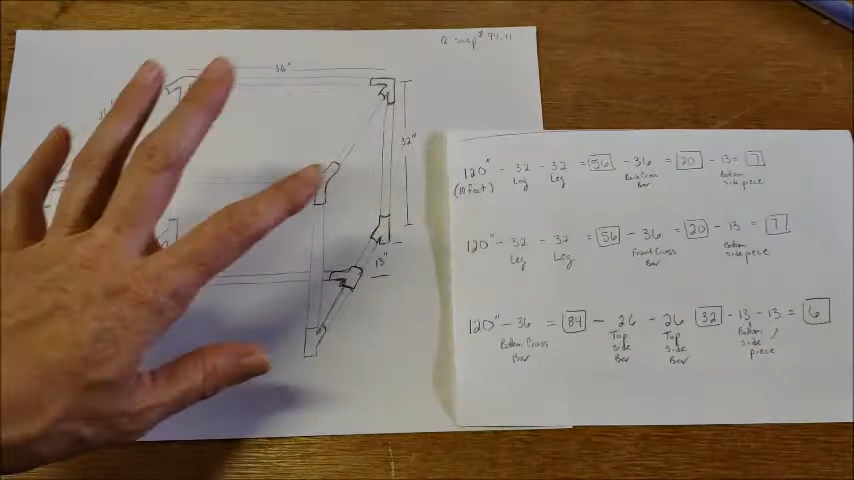 Q snap $94.91
36"
32"
13"
120" - 32 - 32 = 56 - 36 = 20 - 13 = 7
(10 feet) Leg Leg Back Cross Bar Bottom side piece
120" - 32 - 32 = 56 - 36 = 20 - 13 = 7
Leg Leg Front Cross Bar Bottom side piece
120" - 36 = 84 - 26 - 26 32 - 13 - 13 = 6
Bottom Cross Bar Top side Bar Top side Bar Bottom side piece